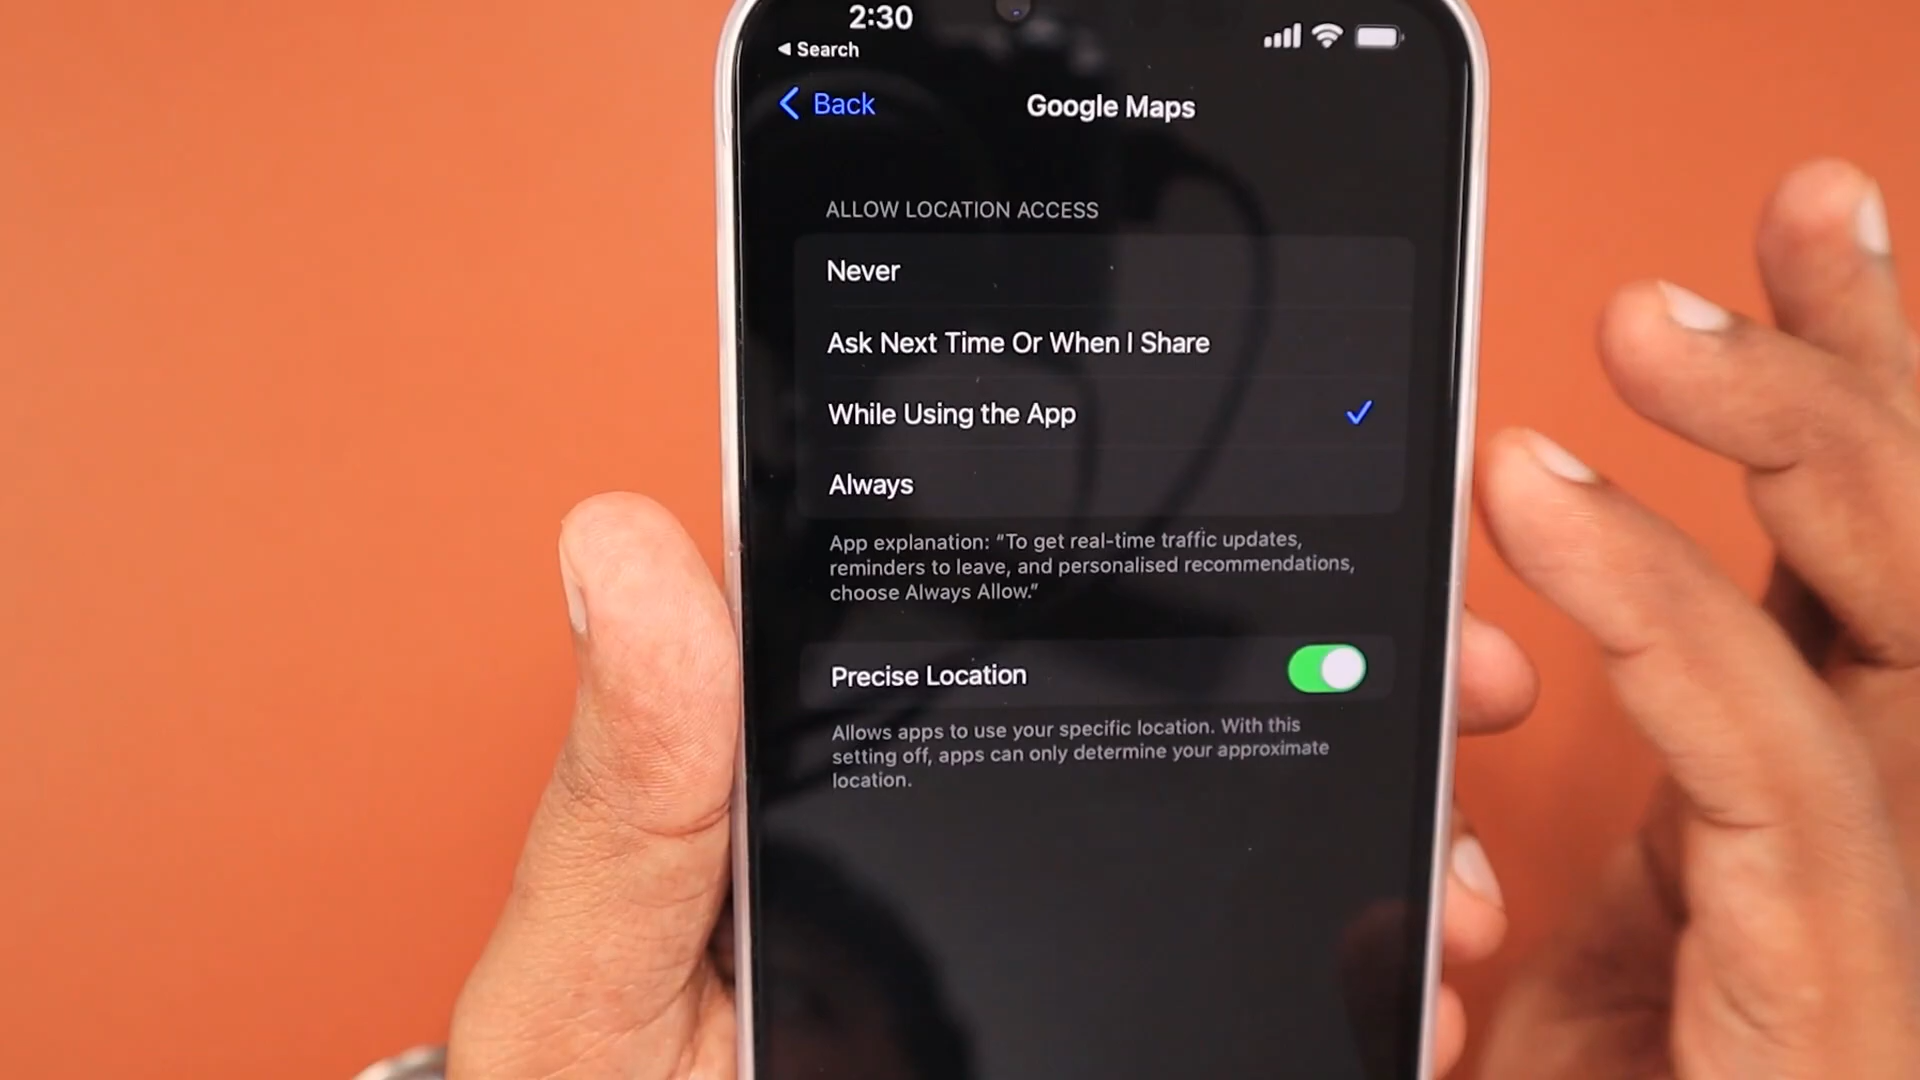 2:30
◀ Search
Back
Google Maps
ALLOW LOCATION ACCESS
Never
Ask Next Time Or When I Share
While Using the App
Always
App explanation: “To get real-time traffic updates,
reminders to leave, and personalised recommendations,
choose Always Allow.”
Precise Location
Allows apps to use your specific location. With this
setting off, apps can only determine your approximate
location.